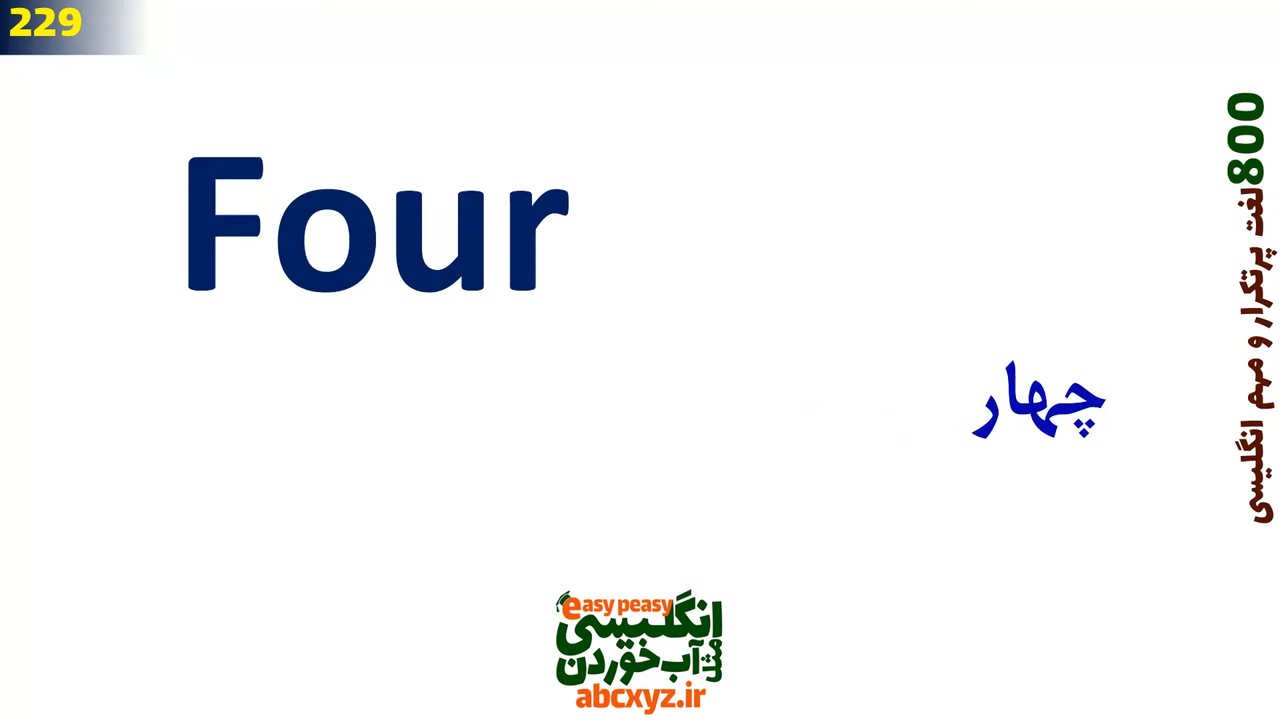 229
Four
چهار
800 لغت پرتکرار و مهم انگلیسی
easy peasy
انگلیسی
مثل آب خوردن
abcxyz.ir